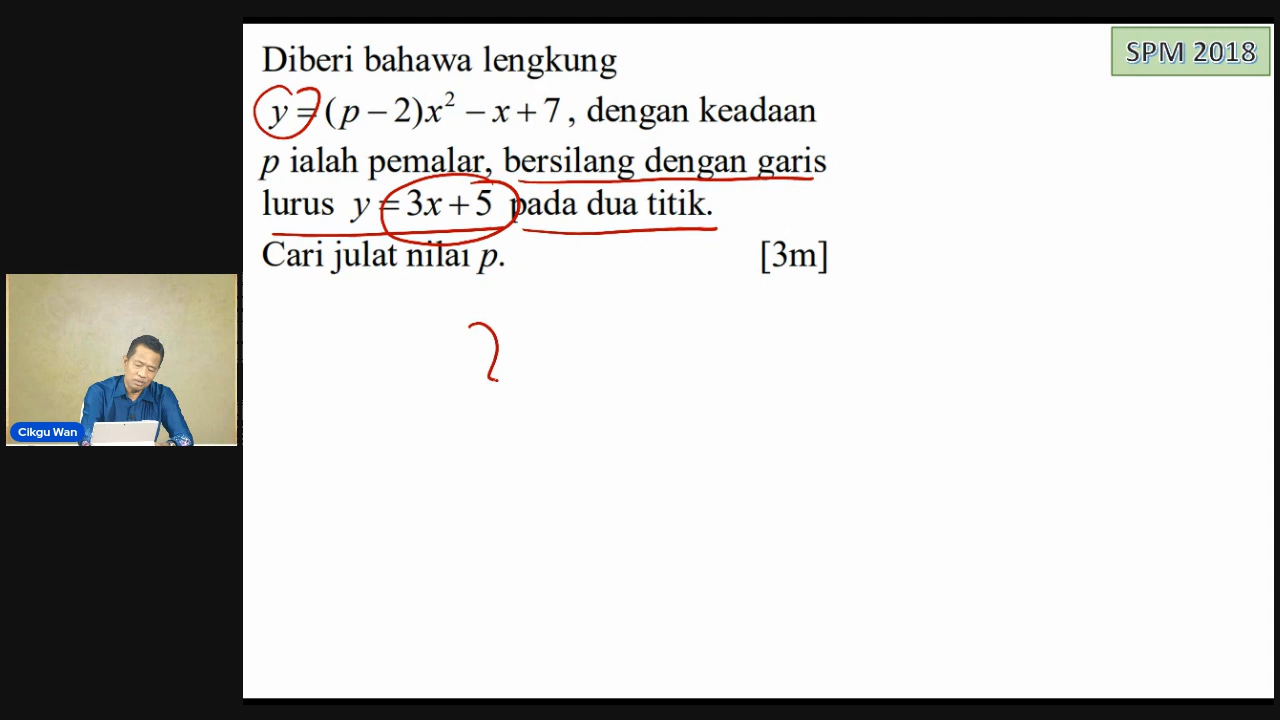 SPM 2018
Diberi bahawa lengkung
y = (p − 2)x² − x + 7, dengan keadaan
p ialah pemalar, bersilang dengan garis
lurus y = 3x + 5 pada dua titik.
Cari julat nilai p. [3m]
Cikgu Wan